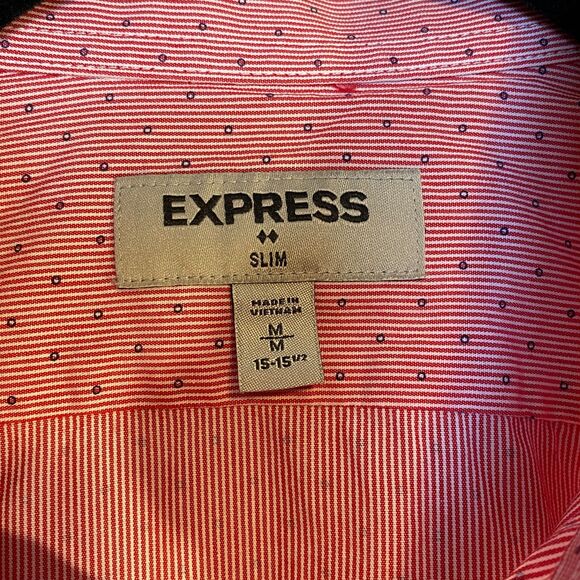 EXPRESS
SLIM
MADE IN
VIETNAM
M
M
15-15 1/2